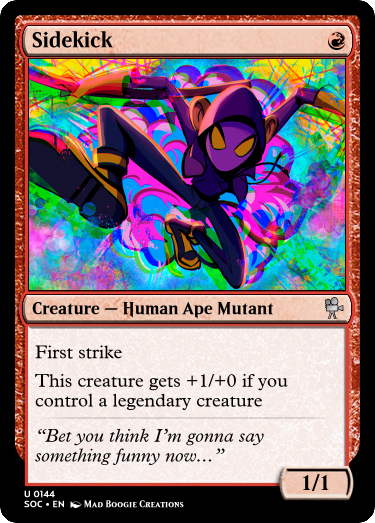 Sidekick
Creature — Human Ape Mutant
First strike
This creature gets +1/+0 if you
control a legendary creature
“Bet you think I’m gonna say
something funny now…”
1/1
U 0144
SOC • EN Mad Boogie Creations